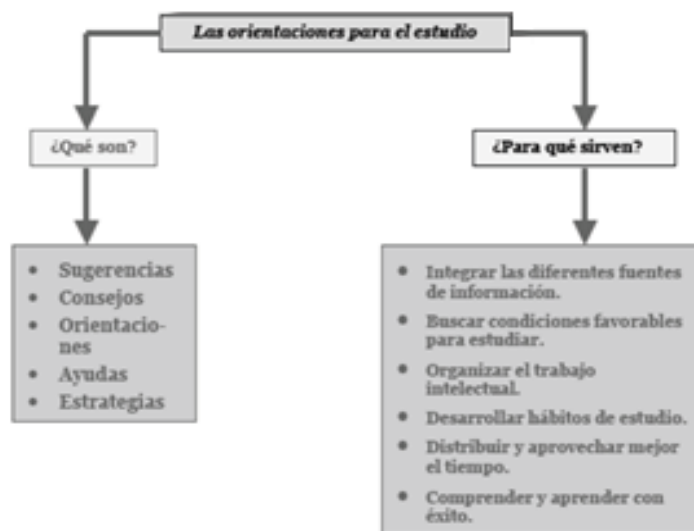 Las orientaciones para el estudio
¿Qué son?
¿Para qué sirven?
• Sugerencias
• Consejos
• Orientacio-
nes
• Ayudas
• Estrategias
• Integrar las diferentes fuentes
de información.
• Buscar condiciones favorables
para estudiar.
• Organizar el trabajo
intelectual.
• Desarrollar hábitos de estudio.
• Distribuir y aprovechar mejor
el tiempo.
• Comprender y aprender con
éxito.